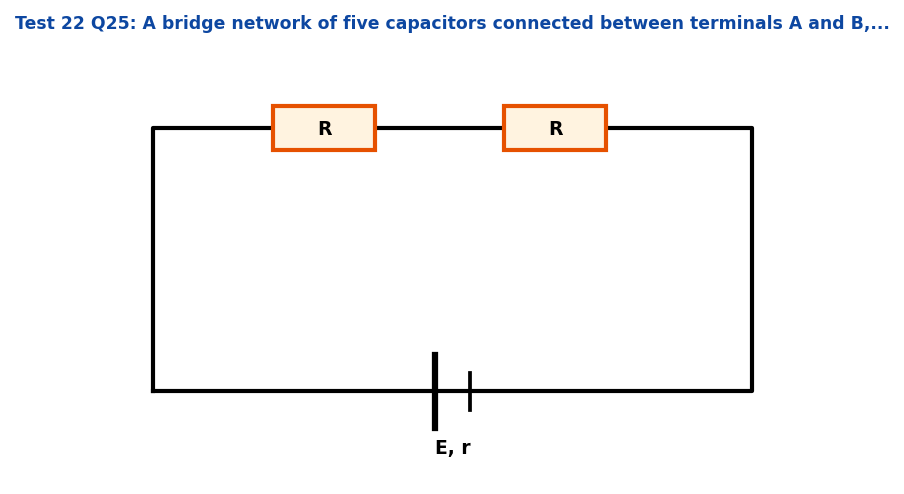 Test 22 Q25: A bridge network of five capacitors connected between terminals A and B,...
R R
E, r